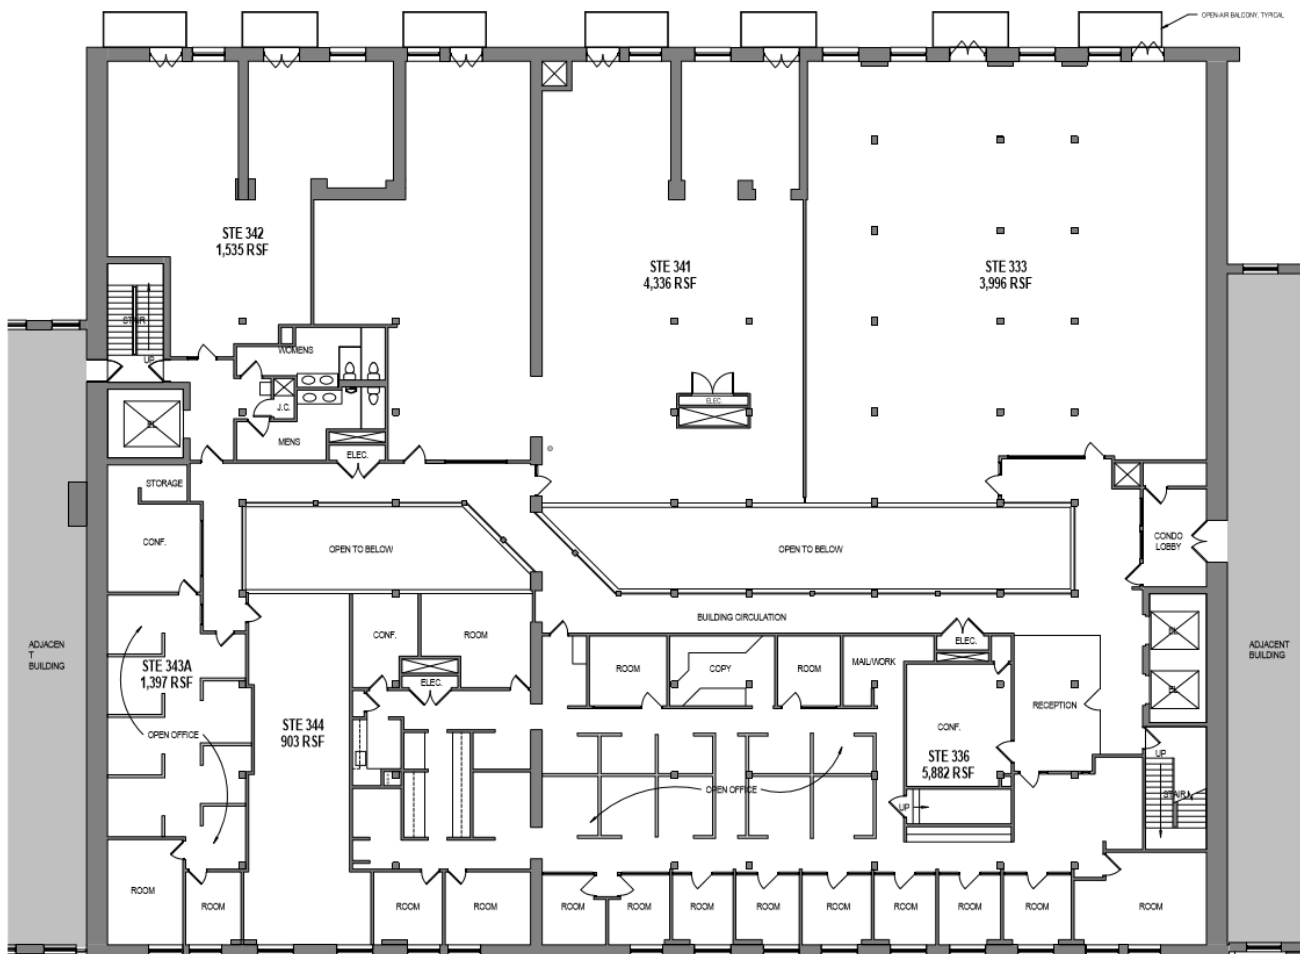 OPEN-AIR BALCONY, TYPICAL
STE 342
1,535 RSF
STE 341
4,336 RSF
STE 333
3,996 RSF
STAIR
UP
WOMENS
J.C.
MENS
ELEC.
ELEC.
EL
STORAGE
CONF.
OPEN TO BELOW
OPEN TO BELOW
CONDO
LOBBY
BUILDING CIRCULATION
ADJACEN
T
BUILDING
STE 343A
1,397 RSF
OPEN OFFICE
CONF.
ROOM
ELEC.
STE 344
903 RSF
ROOM
COPY
ROOM
MAIL/WORK
ELEC.
EL
EL
ADJACENT
BUILDING
RECEPTION
CONF.
STE 336
5,882 RSF
UP
OPEN OFFICE
UP
STAIR
ROOM
ROOM
ROOM
ROOM
ROOM
ROOM
ROOM
ROOM
ROOM
ROOM
ROOM
ROOM
ROOM